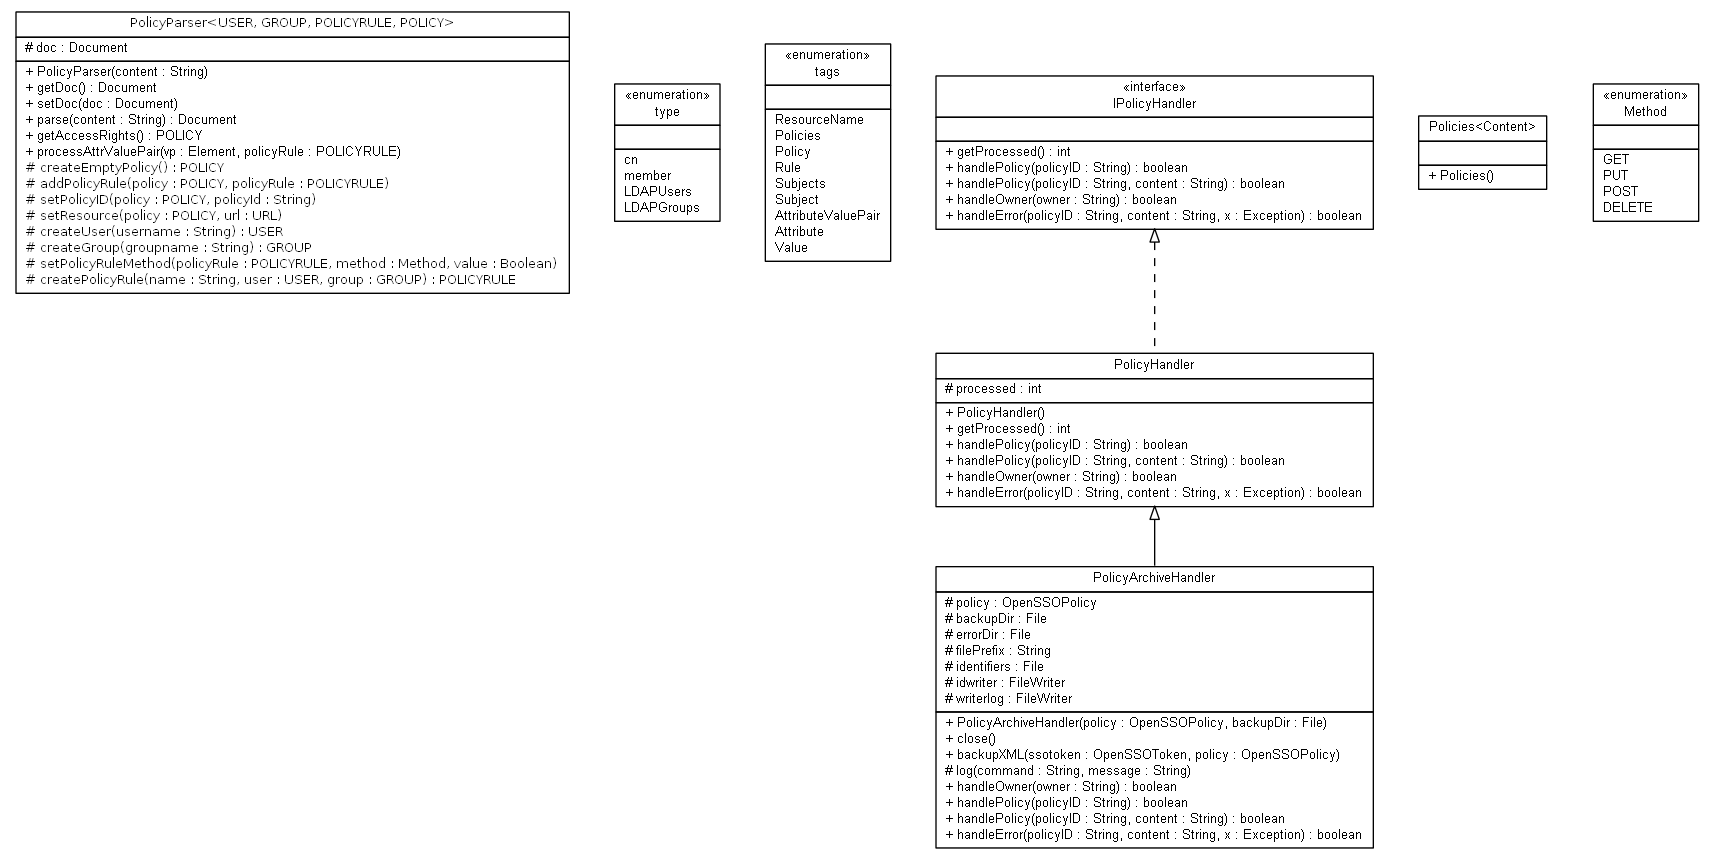 PolicyParser<USER, GROUP, POLICYRULE, POLICY>
# doc : Document
+ PolicyParser(content : String)
+ getDoc() : Document
+ setDoc(doc : Document)
+ parse(content : String) : Document
+ getAccessRights() : POLICY
+ processAttrValuePair(vp : Element, policyRule : POLICYRULE)
# createEmptyPolicy() : POLICY
# addPolicyRule(policy : POLICY, policyRule : POLICYRULE)
# setPolicyID(policy : POLICY, policyId : String)
# setResource(policy : POLICY, url : URL)
# createUser(username : String) : USER
# createGroup(groupname : String) : GROUP
# setPolicyRuleMethod(policyRule : POLICYRULE, method : Method, value : Boolean)
# createPolicyRule(name : String, user : USER, group : GROUP) : POLICYRULE
«enumeration»
type
cn
member
LDAPUsers
LDAPGroups
«enumeration»
tags
ResourceName
Policies
Policy
Rule
Subjects
Subject
AttributeValuePair
Attribute
Value
«interface»
IPolicyHandler
+ getProcessed() : int
+ handlePolicy(policyID : String) : boolean
+ handlePolicy(policyID : String, content : String) : boolean
+ handleOwner(owner : String) : boolean
+ handleError(policyID : String, content : String, x : Exception) : boolean
Policies<Content>
+ Policies()
«enumeration»
Method
GET
PUT
POST
DELETE
PolicyHandler
# processed : int
+ PolicyHandler()
+ getProcessed() : int
+ handlePolicy(policyID : String) : boolean
+ handlePolicy(policyID : String, content : String) : boolean
+ handleOwner(owner : String) : boolean
+ handleError(policyID : String, content : String, x : Exception) : boolean
PolicyArchiveHandler
# policy : OpenSSOPolicy
# backupDir : File
# errorDir : File
# filePrefix : String
# identifiers : File
# idwriter : FileWriter
# writerlog : FileWriter
+ PolicyArchiveHandler(policy : OpenSSOPolicy, backupDir : File)
+ close()
+ backupXML(ssotoken : OpenSSOToken, policy : OpenSSOPolicy)
# log(command : String, message : String)
+ handleOwner(owner : String) : boolean
+ handlePolicy(policyID : String) : boolean
+ handlePolicy(policyID : String, content : String) : boolean
+ handleError(policyID : String, content : String, x : Exception) : boolean